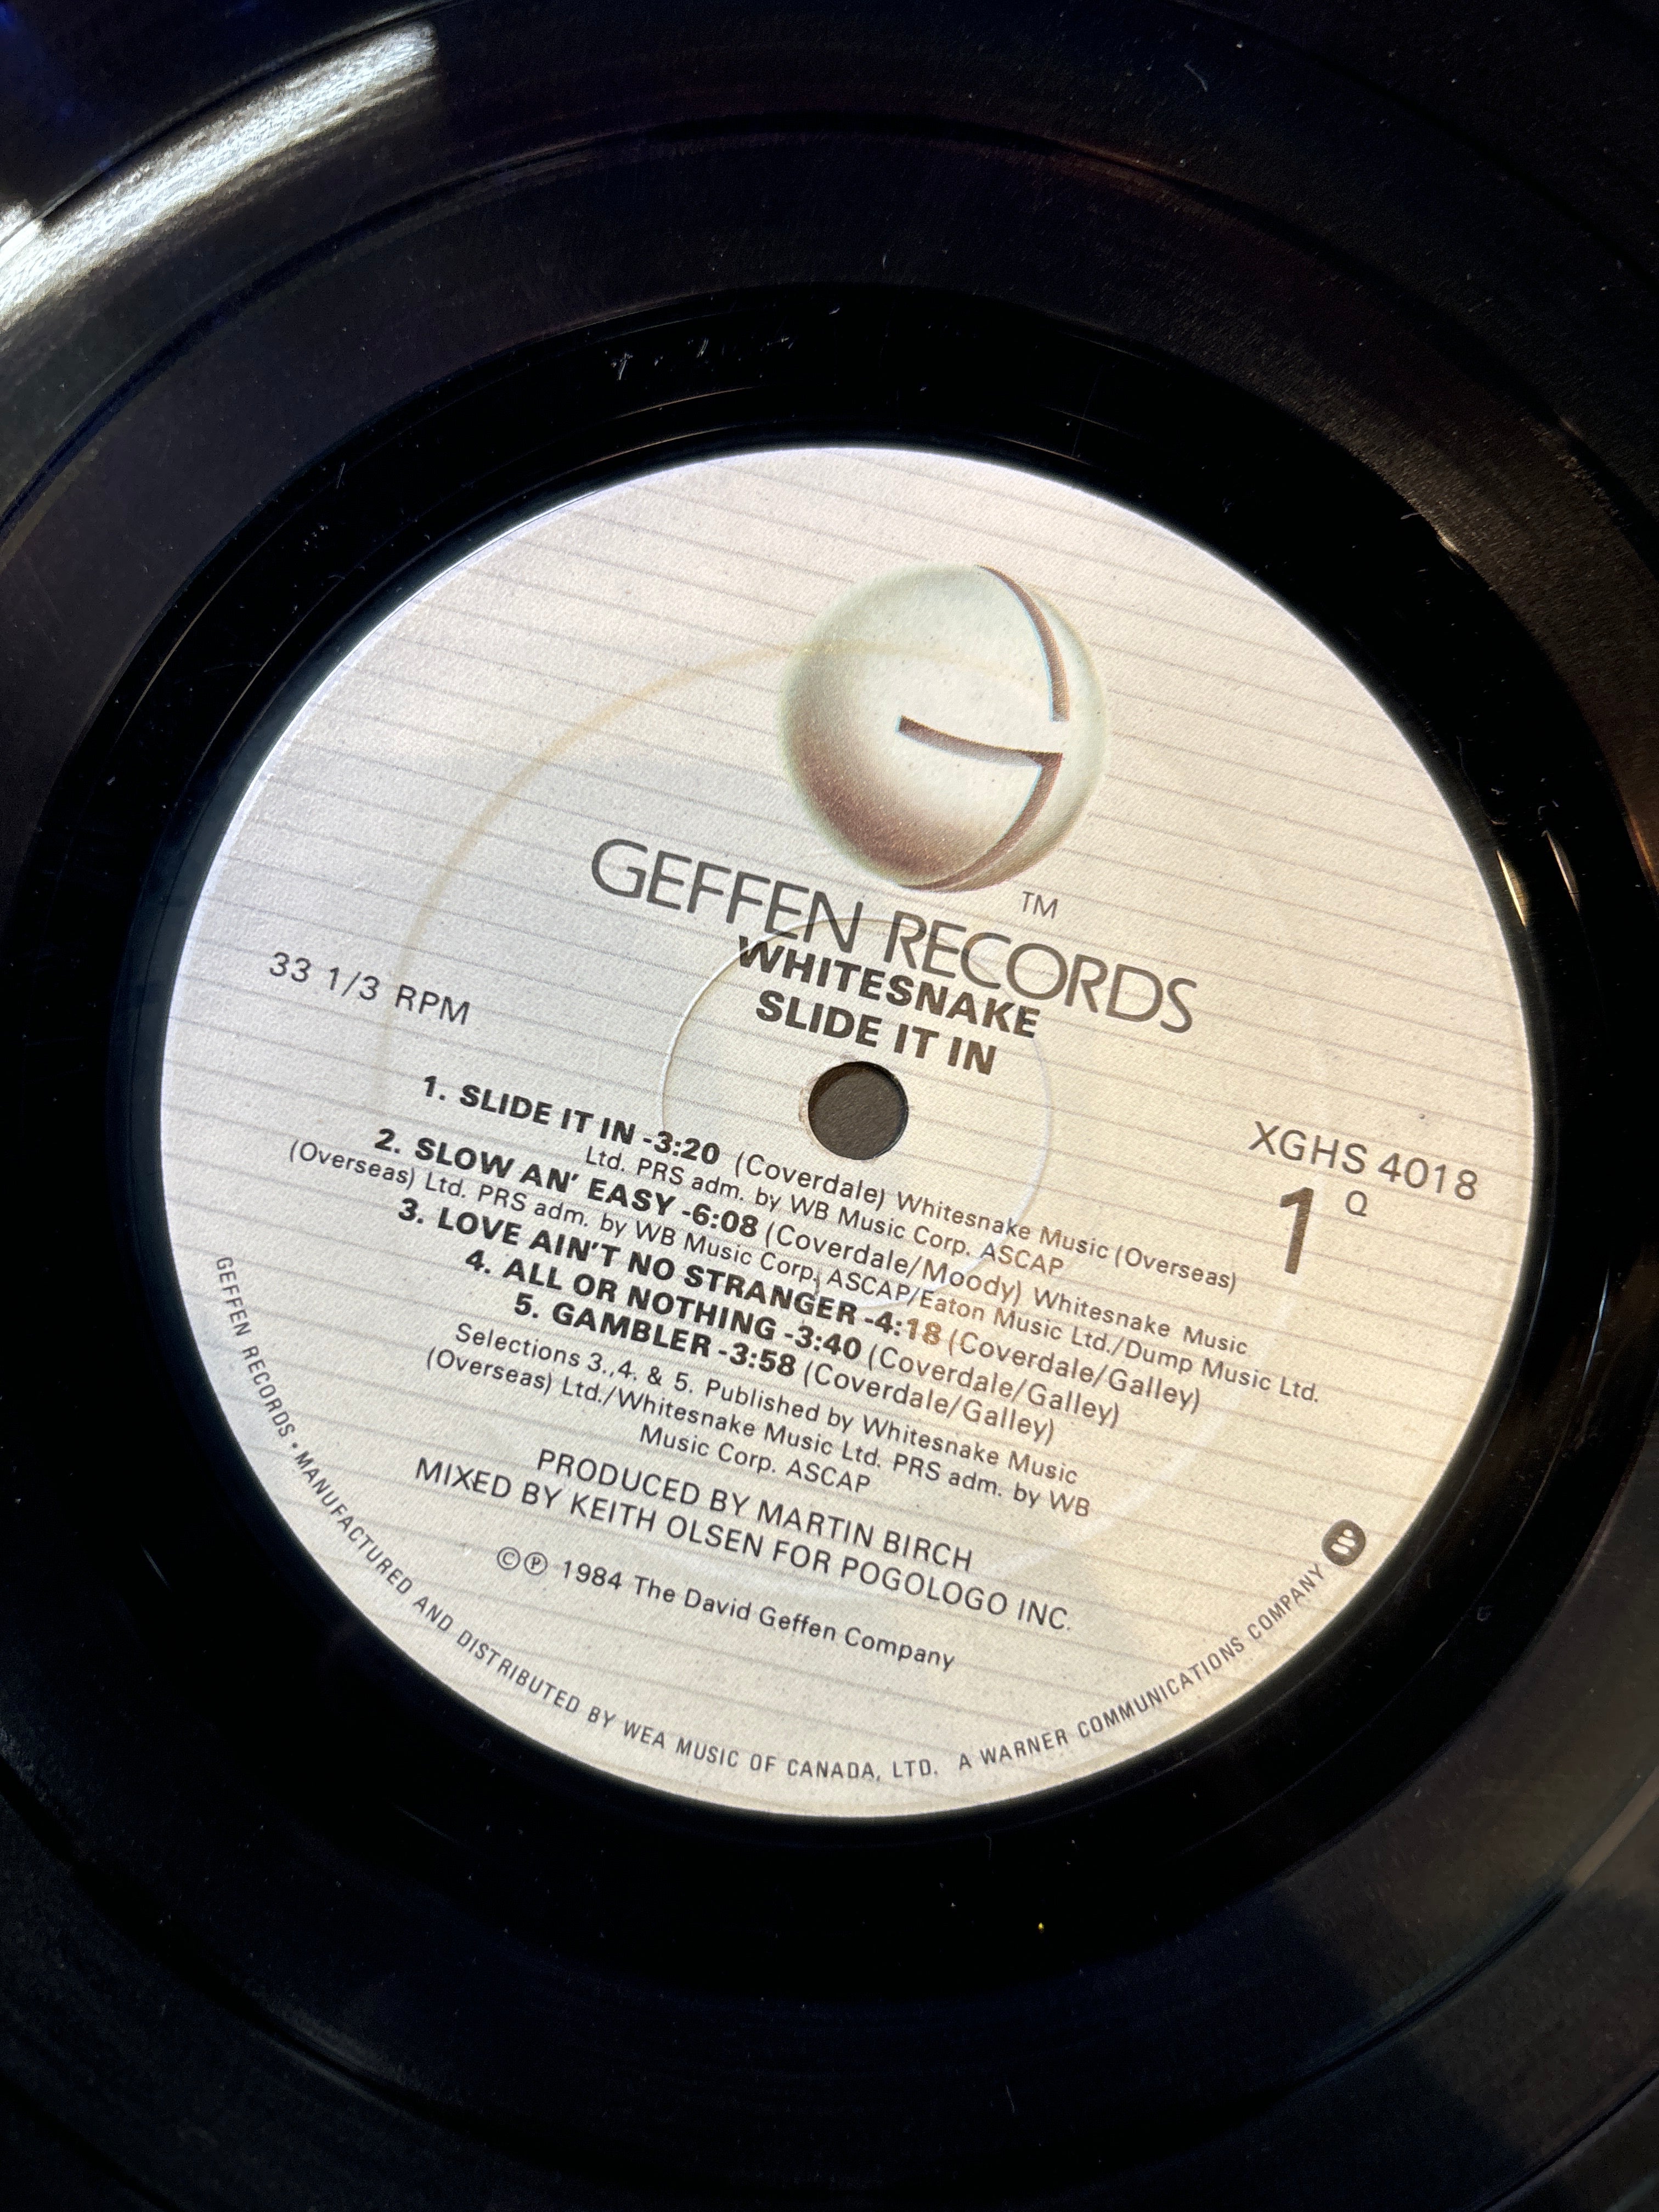 TM
GEFFEN RECORDS
WHITESNAKE
SLIDE IT IN
33 1/3 RPM
XGHS 4018
1 Q
1. SLIDE IT IN -3:20 (Coverdale) Whitesnake Music (Overseas)
Ltd. PRS adm. by WB Music Corp. ASCAP
2. SLOW AN' EASY -6:08 (Coverdale/Moody) Whitesnake Music
(Overseas) Ltd. PRS adm. by WB Music Corp. ASCAP/Eaton Music Ltd./Dump Music Ltd.
3. LOVE AIN'T NO STRANGER -4:18 (Coverdale/Galley)
4. ALL OR NOTHING -3:40 (Coverdale/Galley)
5. GAMBLER -3:58 (Coverdale/Galley)
Selections 3.,4. & 5. Published by Whitesnake Music
(Overseas) Ltd./Whitesnake Music Ltd. PRS adm. by WB
Music Corp. ASCAP
PRODUCED BY MARTIN BIRCH
MIXED BY KEITH OLSEN FOR POGOLOGO INC.
©℗ 1984 The David Geffen Company
GEFFEN RECORDS • MANUFACTURED AND DISTRIBUTED BY WEA MUSIC OF CANADA, LTD. A WARNER COMMUNICATIONS COMPANY